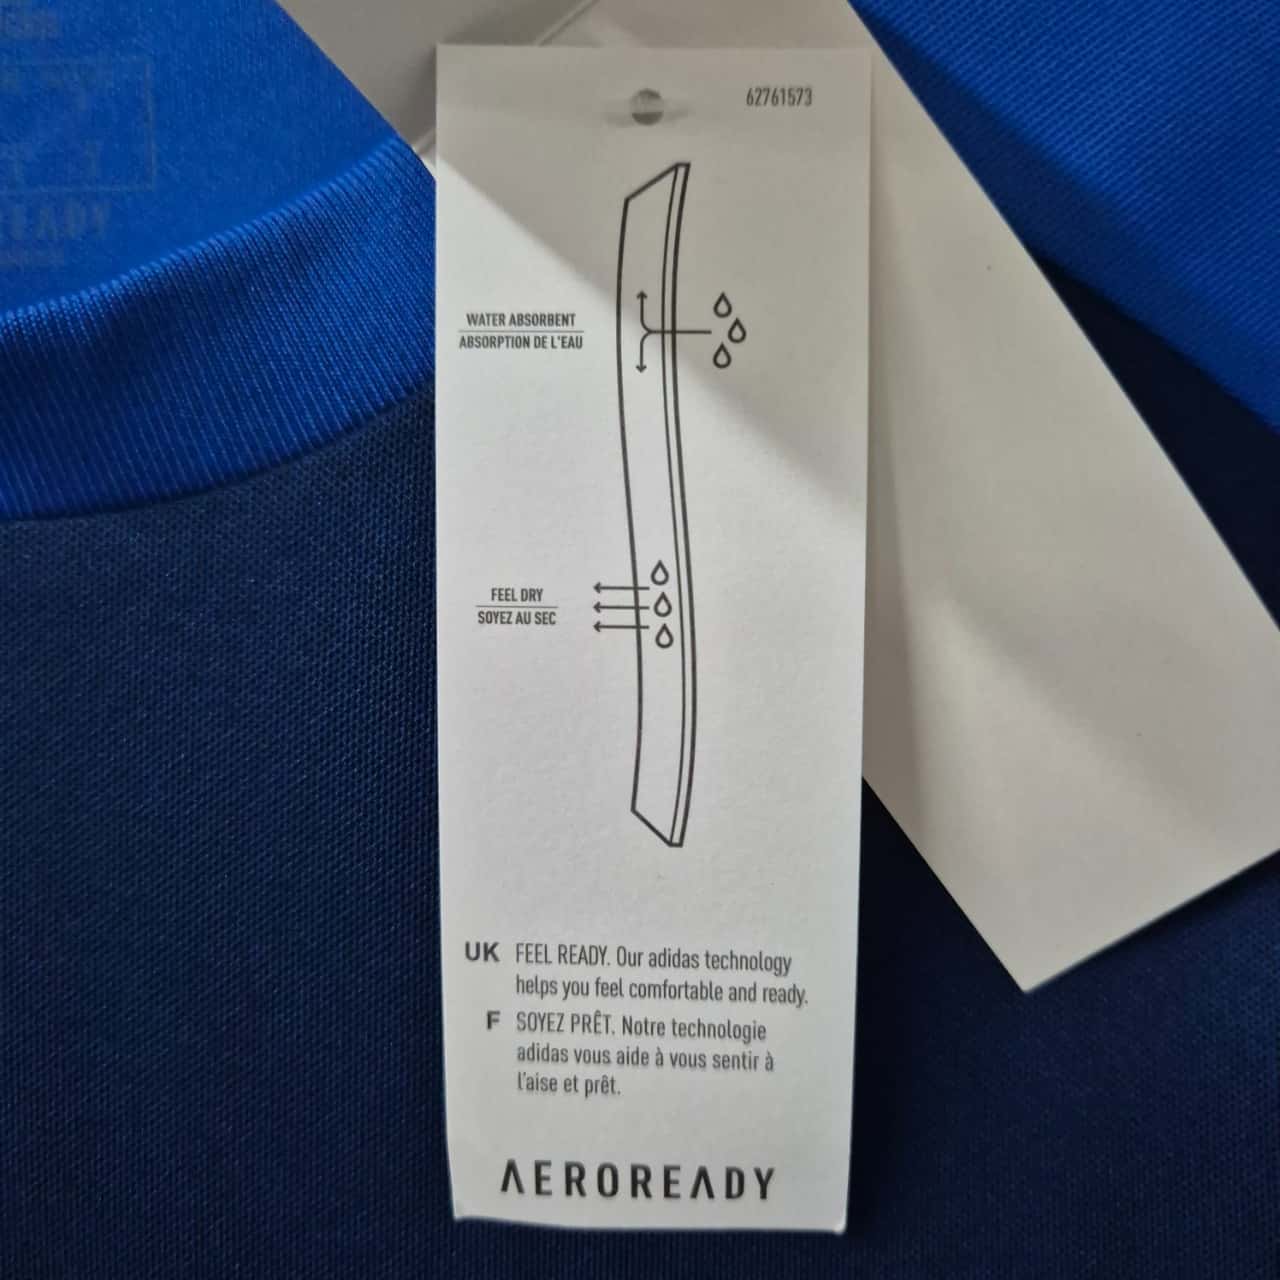 62761573
WATER ABSORBENT
ABSORPTION DE L'EAU
FEEL DRY
SOYEZ AU SEC
UK FEEL READY. Our adidas technology
helps you feel comfortable and ready.
F SOYEZ PRÊT. Notre technologie
adidas vous aide à vous sentir à
l'aise et prêt.
AEROREADY